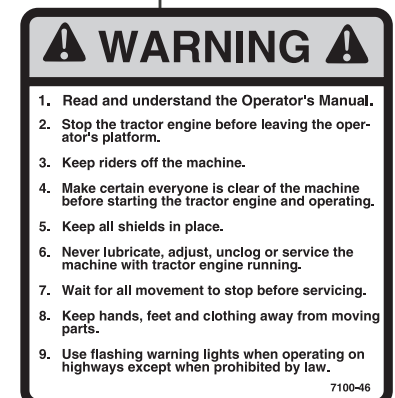 WARNING
1. Read and understand the Operator's Manual.
2. Stop the tractor engine before leaving the oper-
ator's platform.
3. Keep riders off the machine.
4. Make certain everyone is clear of the machine
before starting the tractor engine and operating.
5. Keep all shields in place.
6. Never lubricate, adjust, unclog or service the
machine with tractor engine running.
7. Wait for all movement to stop before servicing.
8. Keep hands, feet and clothing away from moving
parts.
9. Use flashing warning lights when operating on
highways except when prohibited by law.
7100-46